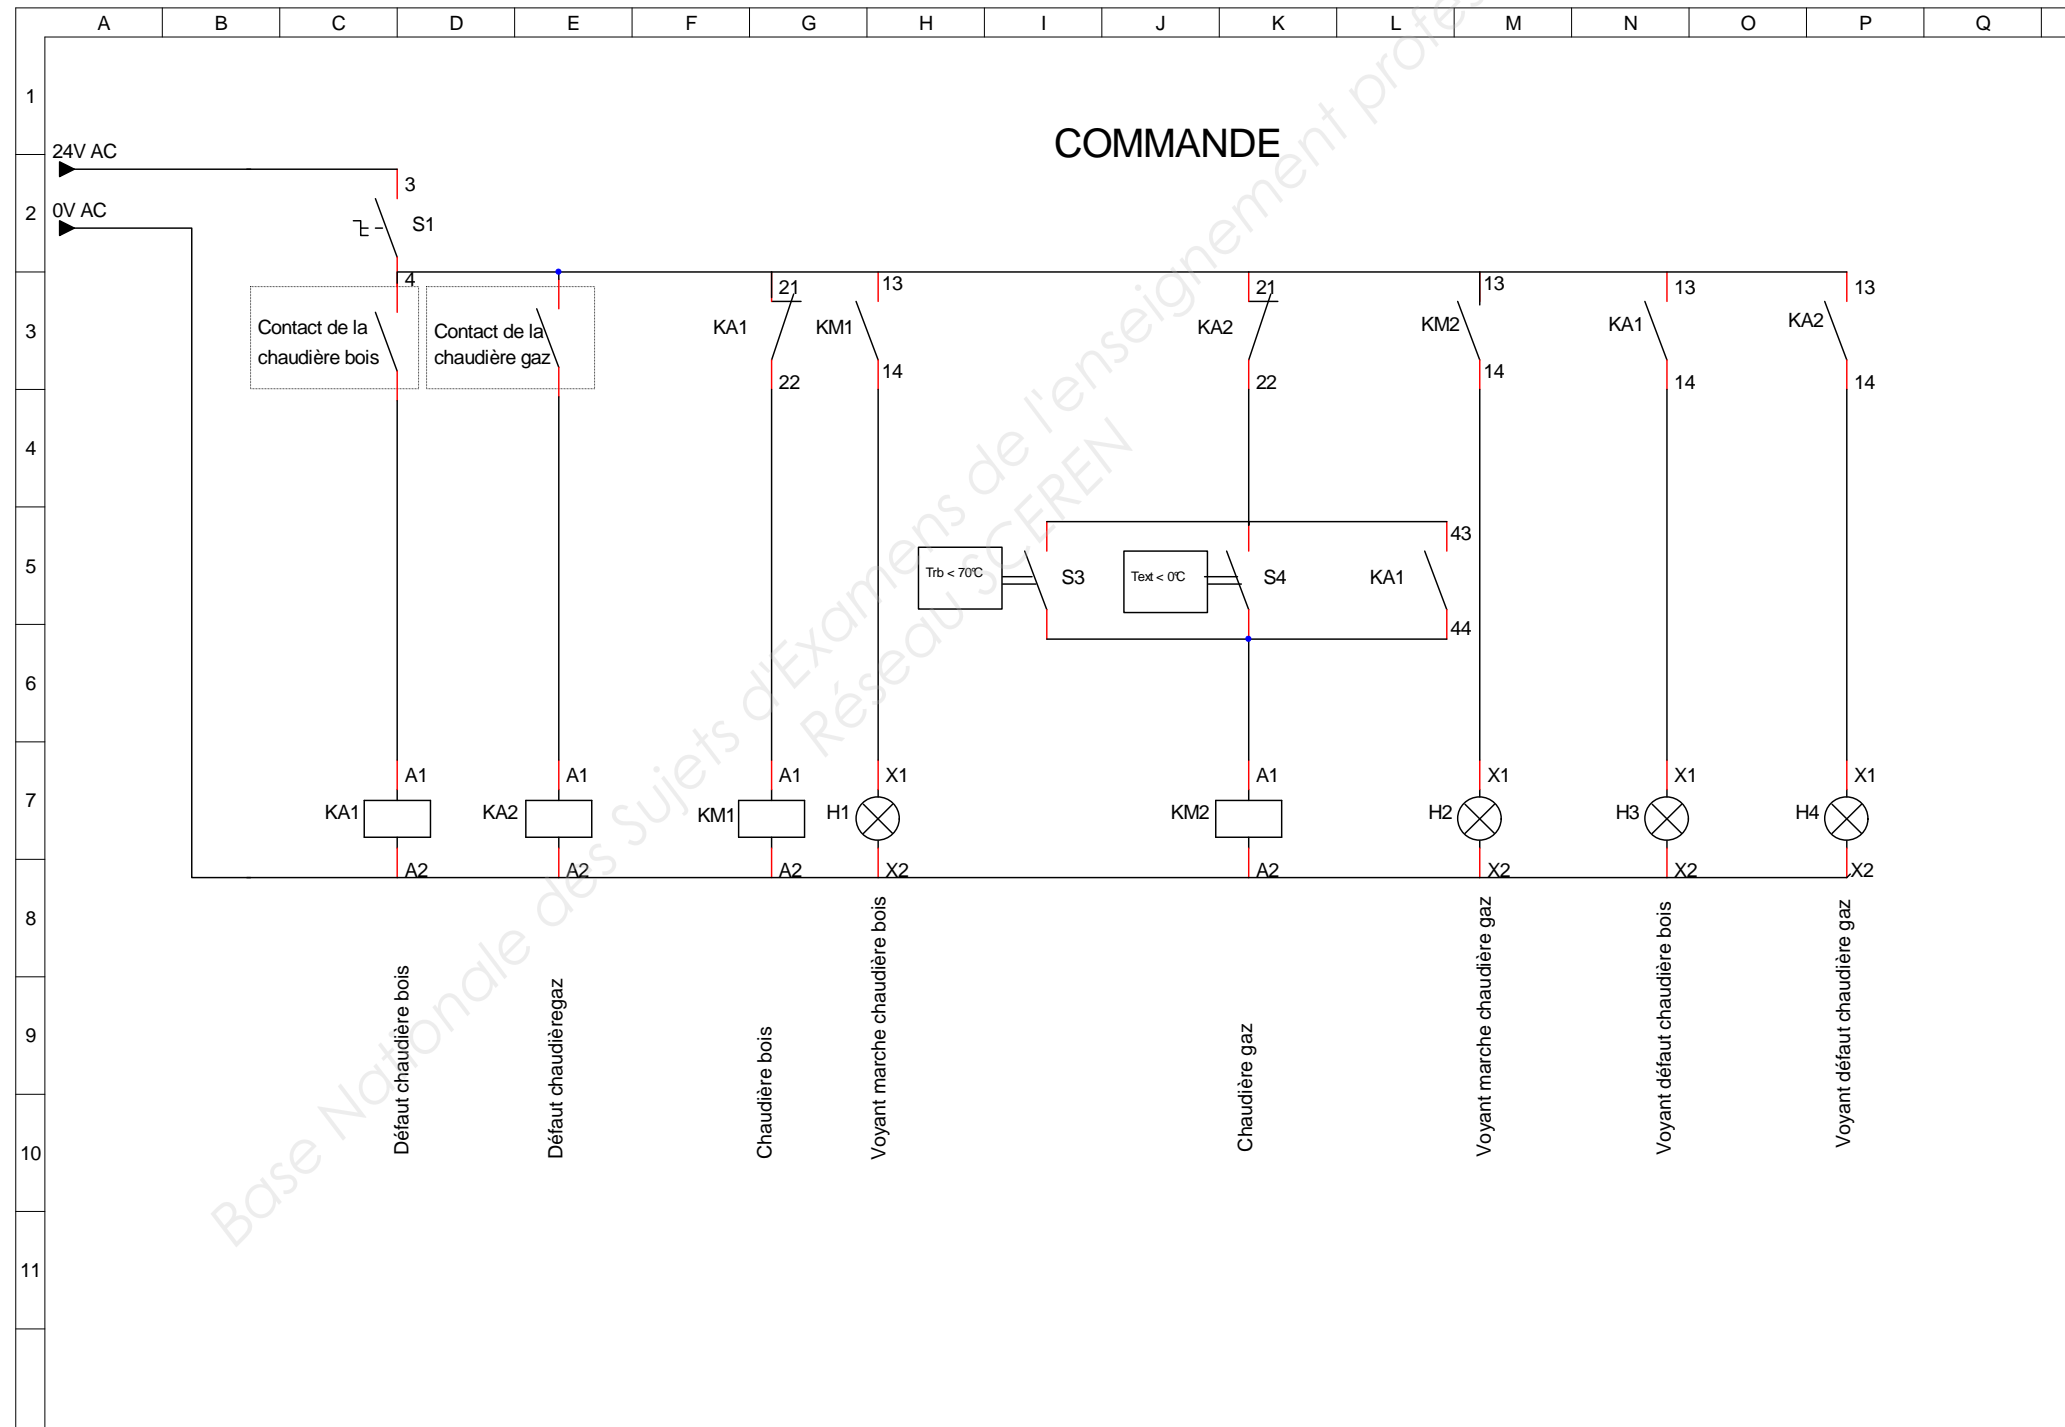 A B C D E F G H I J K L M N O P Q
1
COMMANDE
24V AC
3
2
0V AC
S1
4
21
13
21
13
13
13
3
Contact de la
chaudière bois
Contact de la
chaudière gaz
KA1
KM1
KA2
KM2
KA1
KA2
22
14
22
14
14
14
4
43
5
Trb < 70°C
S3
Text < 0°C
S4
KA1
44
6
A1
A1
A1
X1
A1
X1
X1
X1
7
KA1
KA2
KM1
H1
KM2
H2
H3
H4
A2
A2
A2
X2
A2
X2
X2
X2
8
9
10
11
Défaut chaudière bois
Défaut chaudièregaz
Chaudière bois
Voyant marche chaudière bois
Chaudière gaz
Voyant marche chaudière gaz
Voyant défaut chaudière bois
Voyant défaut chaudière gaz
Base Nationale des Sujets d'Examens de l'enseignement profes
Réseau SCEREN